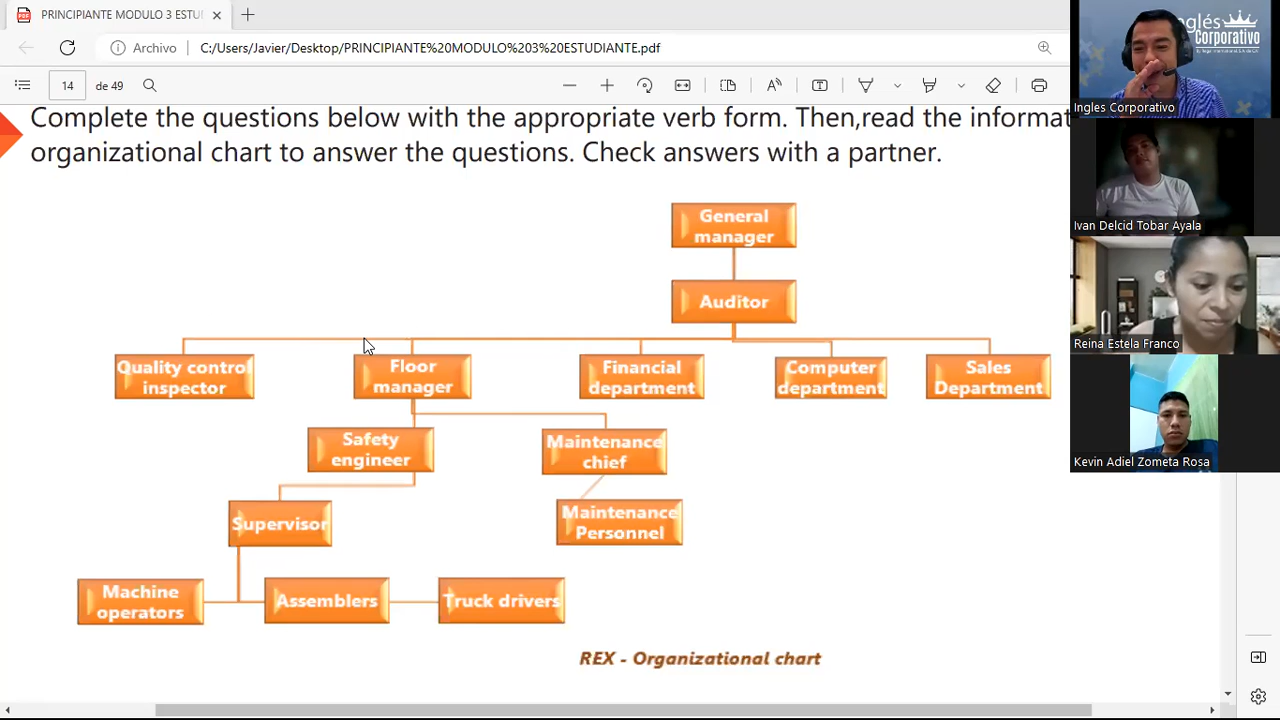 PRINCIPIANTE MODULO 3 ESTU
Archivo
C:/Users/Javier/Desktop/PRINCIPIANTE%20MODULO%203%20ESTUDIANTE.pdf
14
de 49
Complete the questions below with the appropriate verb form. Then,read the informat
organizational chart to answer the questions. Check answers with a partner.
General
manager
Auditor
Quality control
inspector
Floor
manager
Financial
department
Computer
department
Sales
Department
Safety
engineer
Maintenance
chief
Supervisor
Maintenance
Personnel
Machine
operators
Assemblers
Truck drivers
REX - Organizational chart
Inglés
Corporativo
Ingles Corporativo
Ivan Delcid Tobar Ayala
Reina Estela Franco
Kevin Adiel Zometa Rosa